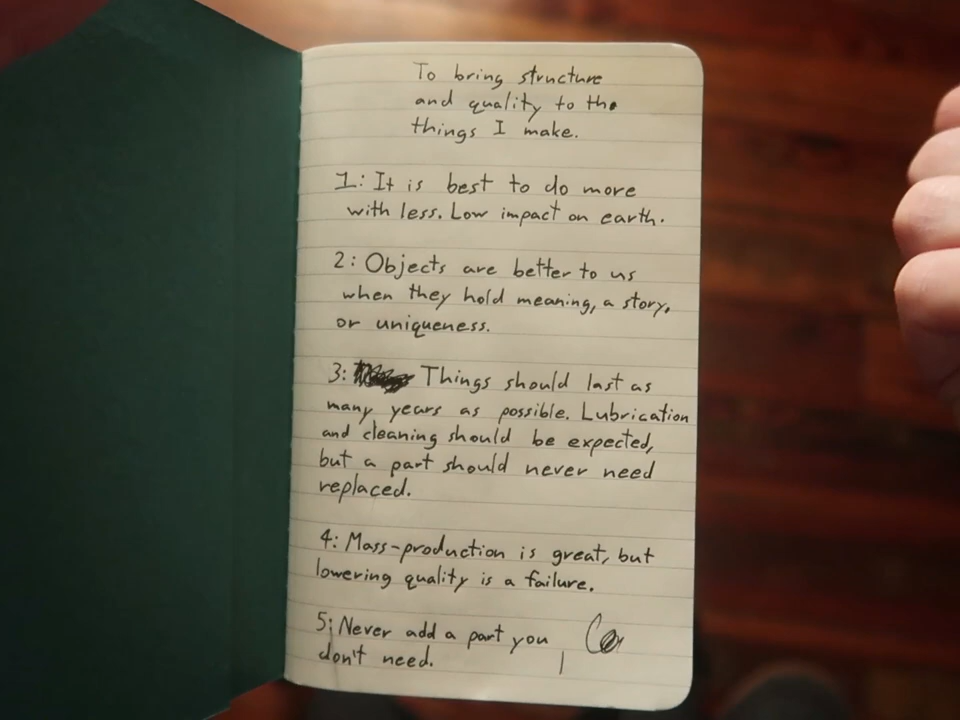 To bring structure
and quality to the
things I make.
1: It is best to do more
with less. Low impact on earth.
2: Objects are better to us
when they hold meaning, a story,
or uniqueness.
3: Things should last as
many years as possible. Lubrication
and cleaning should be expected,
but a part should never need
replaced.
4: Mass-production is great, but
lowering quality is a failure.
5: Never add a part you
don't need.